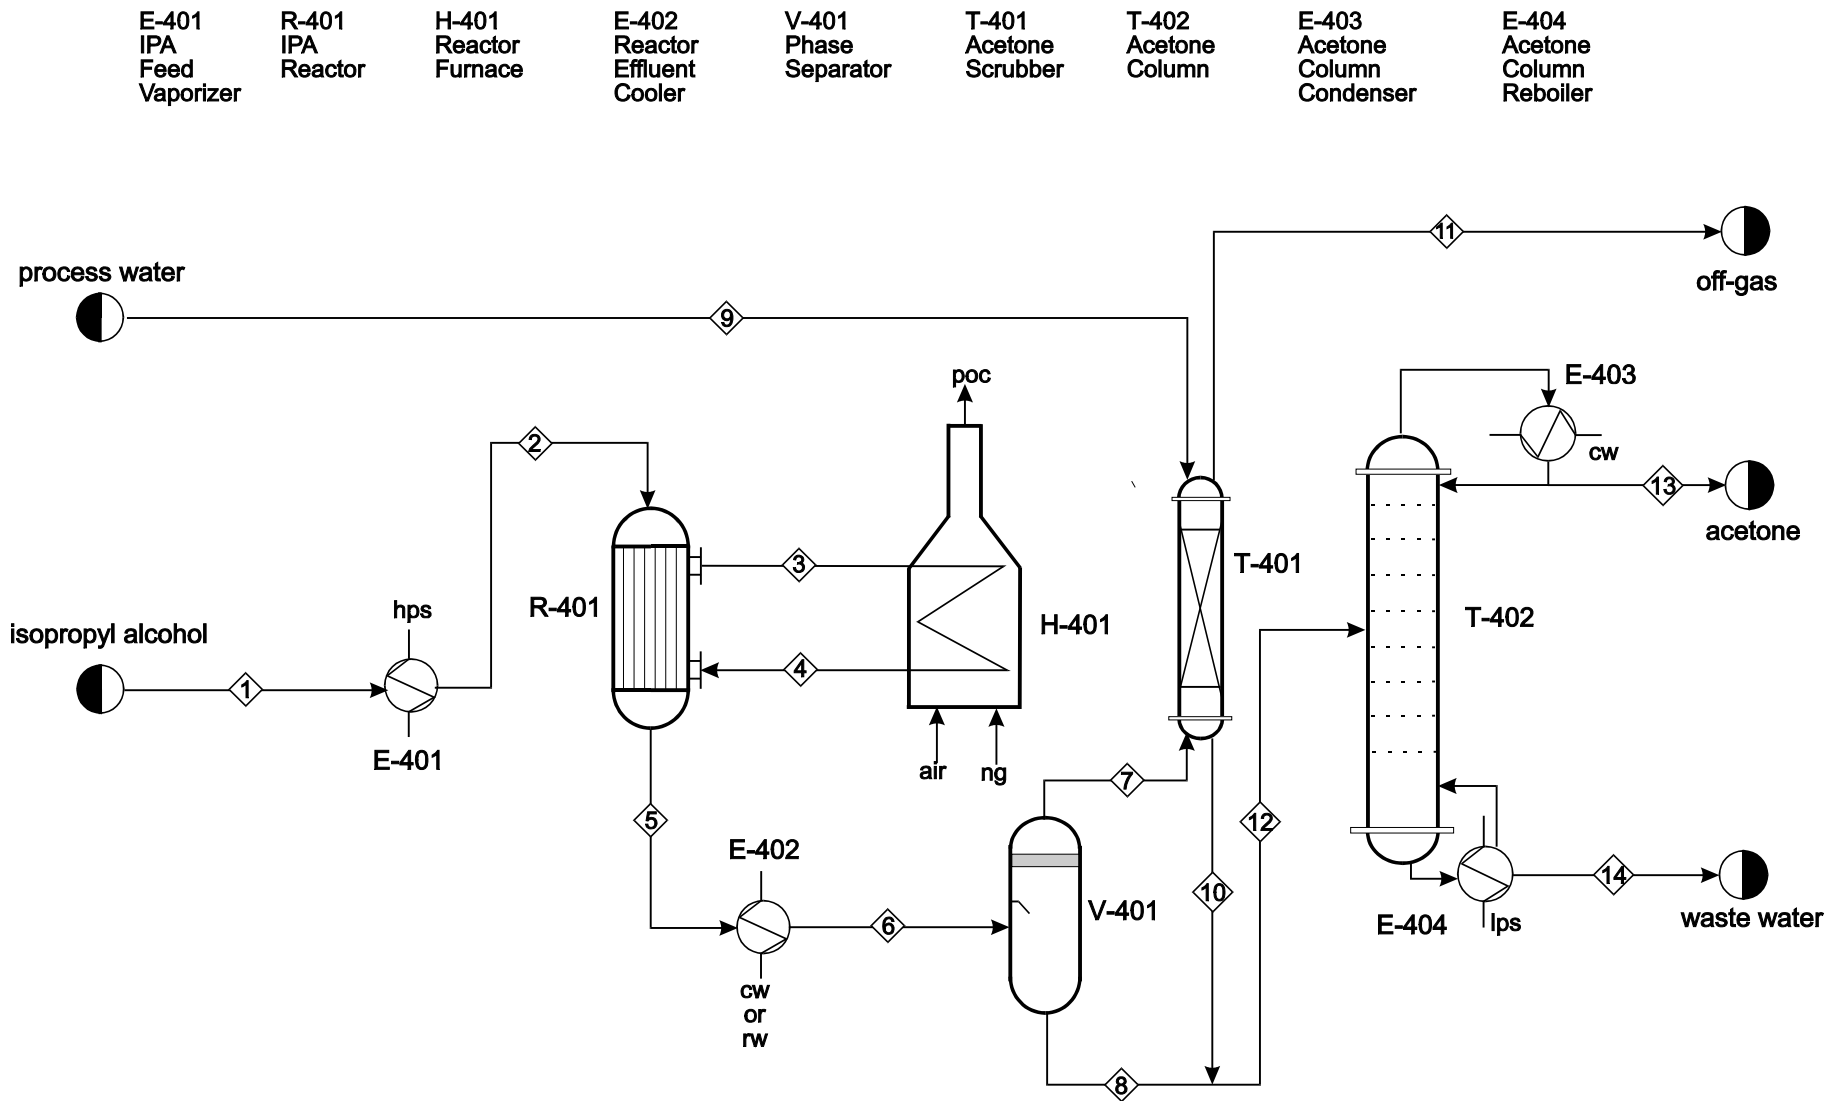 E-401
IPA
Feed
Vaporizer
R-401
IPA
Reactor
H-401
Reactor
Furnace
E-402
Reactor
Effluent
Cooler
V-401
Phase
Separator
T-401
Acetone
Scrubber
T-402
Acetone
Column
E-403
Acetone
Column
Condenser
E-404
Acetone
Column
Reboiler
11
off-gas
process water
9
poc
E-403
cw
2
13
acetone
3
T-401
R-401
H-401
T-402
hps
isopropyl alcohol
4
1
E-401
air
ng
7
5
12
E-402
10
14
V-401
6
E-404
lps
waste water
cw
or
rw
8